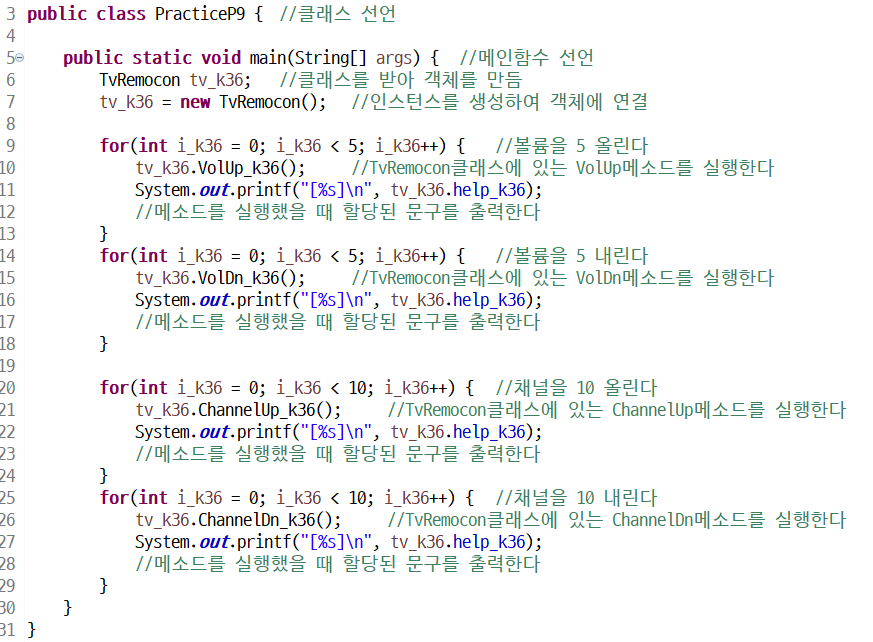 3 public class PracticeP9 {  //클래스 선언
4
5 public static void main(String[] args) {  //메인함수 선언
6 TvRemocon tv_k36;   //클래스를 받아 객체를 만듬
7 tv_k36 = new TvRemocon();   //인스턴스를 생성하여 객체에 연결
8
9 for(int i_k36 = 0; i_k36 < 5; i_k36++) {   //볼륨을 5 올린다
10 tv_k36.VolUp_k36();     //TvRemocon클래스에 있는 VolUp메소드를 실행한다
11 System.out.printf("[%s]\n", tv_k36.help_k36);
12 //메소드를 실행했을 때 할당된 문구를 출력한다
13 }
14 for(int i_k36 = 0; i_k36 < 5; i_k36++) {   //볼륨을 5 내린다
15 tv_k36.VolDn_k36();     //TvRemocon클래스에 있는 VolDn메소드를 실행한다
16 System.out.printf("[%s]\n", tv_k36.help_k36);
17 //메소드를 실행했을 때 할당된 문구를 출력한다
18 }
19
20 for(int i_k36 = 0; i_k36 < 10; i_k36++) {  //채널을 10 올린다
21 tv_k36.ChannelUp_k36();     //TvRemocon클래스에 있는 ChannelUp메소드를 실행한다
22 System.out.printf("[%s]\n", tv_k36.help_k36);
23 //메소드를 실행했을 때 할당된 문구를 출력한다
24 }
25 for(int i_k36 = 0; i_k36 < 10; i_k36++) {  //채널을 10 내린다
26 tv_k36.ChannelDn_k36();     //TvRemocon클래스에 있는 ChannelDn메소드를 실행한다
27 System.out.printf("[%s]\n", tv_k36.help_k36);
28 //메소드를 실행했을 때 할당된 문구를 출력한다
29 }
30 }
31 }